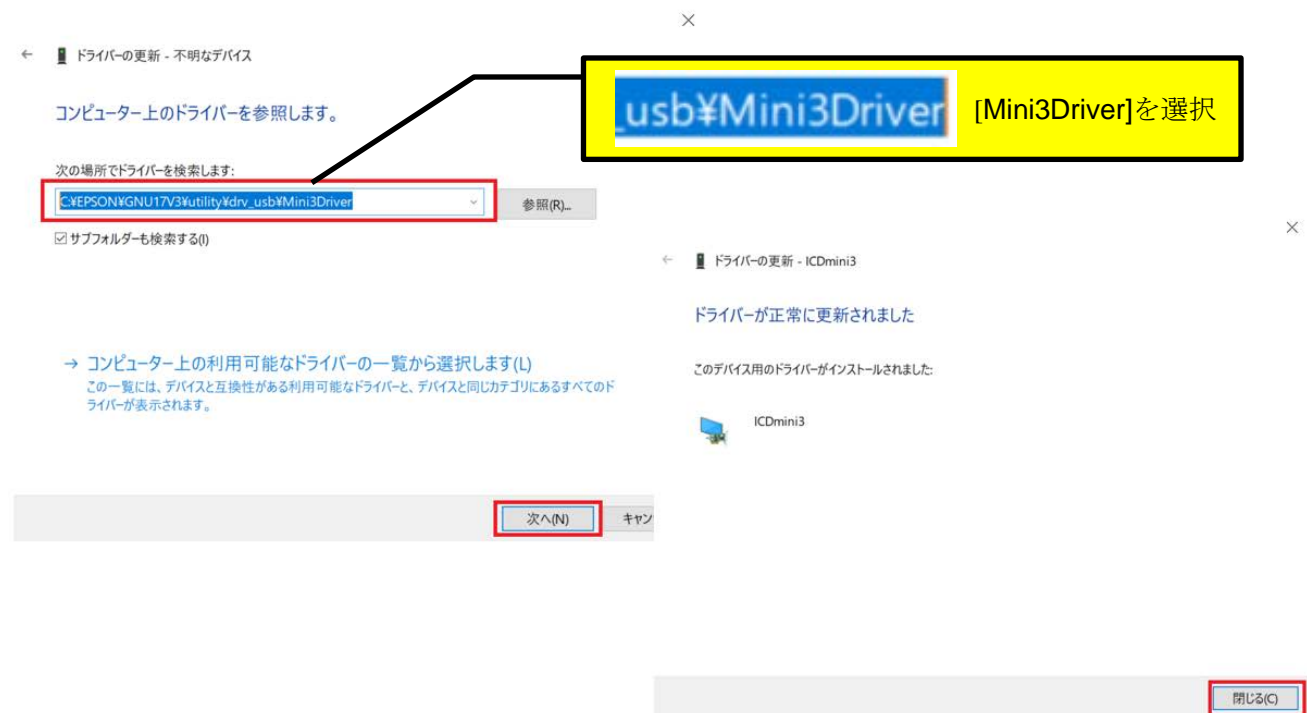 ← ドライバーの更新 - 不明なデバイス
コンピューター上のドライバーを参照します。
次の場所でドライバーを検索します:
C:¥EPSON¥GNU17V3¥utility¥drv_usb¥Mini3Driver
参照(R)...
サブフォルダーも検索する(I)
→ コンピューター上の利用可能なドライバーの一覧から選択します(L)
この一覧には、デバイスと互換性がある利用可能なドライバーと、デバイスと同じカテゴリにあるすべてのド
ライバーが表示されます。
次へ(N)
キャン
_usb¥Mini3Driver
[Mini3Driver]を選択
← ドライバーの更新 - ICDmini3
ドライバーが正常に更新されました
このデバイス用のドライバーがインストールされました:
ICDmini3
閉じる(C)